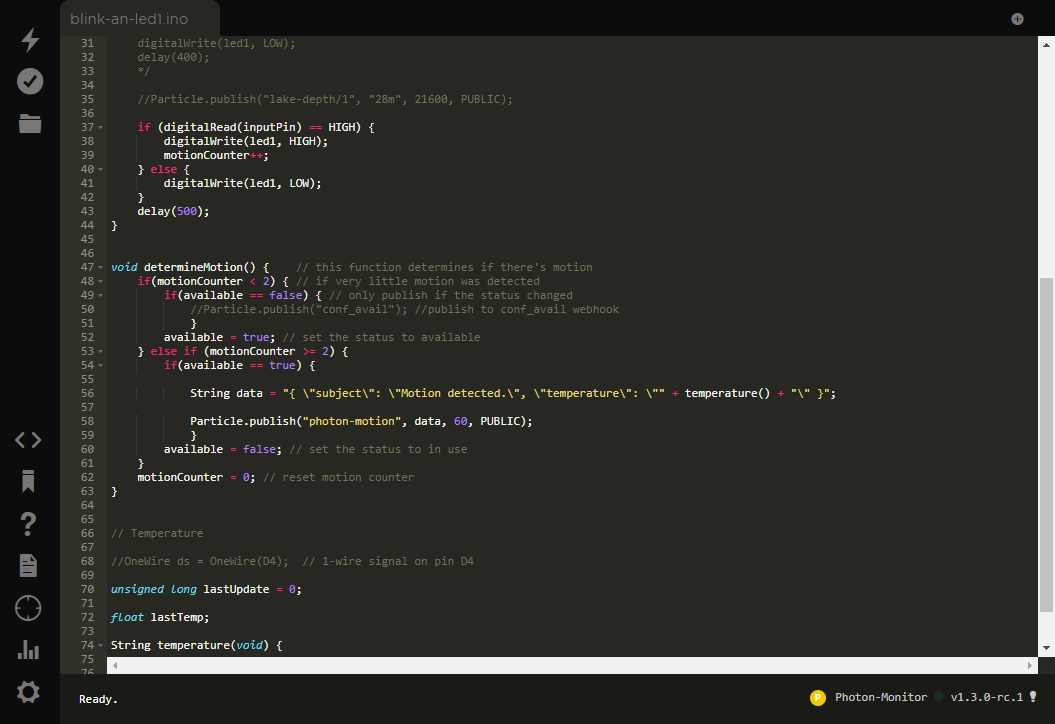 blink-an-led1.ino
31 digitalWrite(led1, LOW);
32 delay(400);
33 */
34
35 //Particle.publish("lake-depth/1", "28m", 21600, PUBLIC);
36
37 if (digitalRead(inputPin) == HIGH) {
38 digitalWrite(led1, HIGH);
39 motionCounter++;
40 } else {
41 digitalWrite(led1, LOW);
42 }
43 delay(500);
44 }
45
46
47 void determineMotion() { // this function determines if there's motion
48 if(motionCounter < 2) { // if very little motion was detected
49 if(available == false) { // only publish if the status changed
50 //Particle.publish("conf_avail"); //publish to conf_avail webhook
51 }
52 available = true; // set the status to available
53 } else if (motionCounter >= 2) {
54 if(available == true) {
55
56 String data = "{ \"subject\": \"Motion detected.\", \"temperature\": \"" + temperature() + "\" }";
57
58 Particle.publish("photon-motion", data, 60, PUBLIC);
59 }
60 available = false; // set the status to in use
61 }
62 motionCounter = 0; // reset motion counter
63 }
64
65
66 // Temperature
67
68 //OneWire ds = OneWire(D4); // 1-wire signal on pin D4
69
70 unsigned long lastUpdate = 0;
71
72 float lastTemp;
73
74 String temperature(void) {
75
76
Ready.
P Photon-Monitor v1.3.0-rc.1